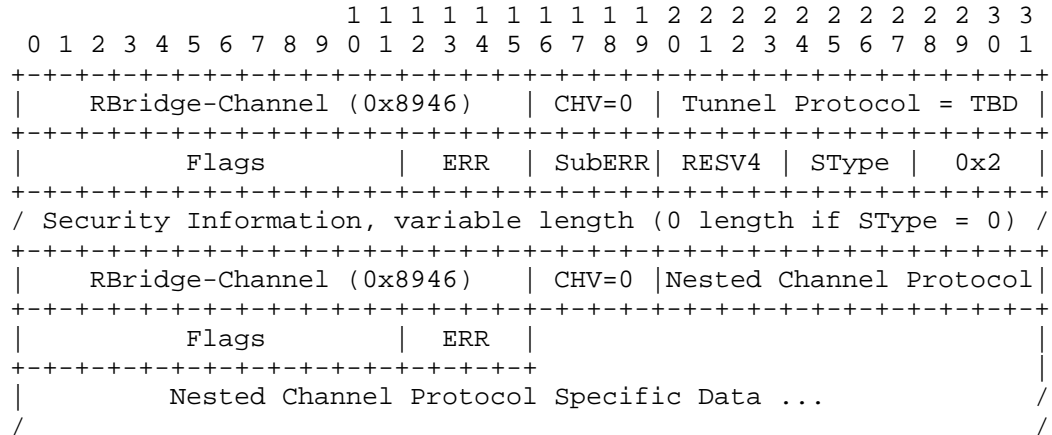 1 1 1 1 1 1 1 1 1 1 2 2 2 2 2 2 2 2 2 2 3 3
 0 1 2 3 4 5 6 7 8 9 0 1 2 3 4 5 6 7 8 9 0 1 2 3 4 5 6 7 8 9 0 1
+-+-+-+-+-+-+-+-+-+-+-+-+-+-+-+-+-+-+-+-+-+-+-+-+-+-+-+-+-+-+-+-+
|    RBridge-Channel (0x8946)   | CHV=0 | Tunnel Protocol = TBD |
+-+-+-+-+-+-+-+-+-+-+-+-+-+-+-+-+-+-+-+-+-+-+-+-+-+-+-+-+-+-+-+-+
|          Flags        |  ERR  | SubERR| RESV4 | SType |  0x2  |
+-+-+-+-+-+-+-+-+-+-+-+-+-+-+-+-+-+-+-+-+-+-+-+-+-+-+-+-+-+-+-+-+
/ Security Information, variable length (0 length if SType = 0) /
+-+-+-+-+-+-+-+-+-+-+-+-+-+-+-+-+-+-+-+-+-+-+-+-+-+-+-+-+-+-+-+-+
|    RBridge-Channel (0x8946)   | CHV=0 |Nested Channel Protocol|
+-+-+-+-+-+-+-+-+-+-+-+-+-+-+-+-+-+-+-+-+-+-+-+-+-+-+-+-+-+-+-+-+
|          Flags        |  ERR  |                               |
+-+-+-+-+-+-+-+-+-+-+-+-+-+-+-+-+                               |
|         Nested Channel Protocol Specific Data ...             /
/                                                               /